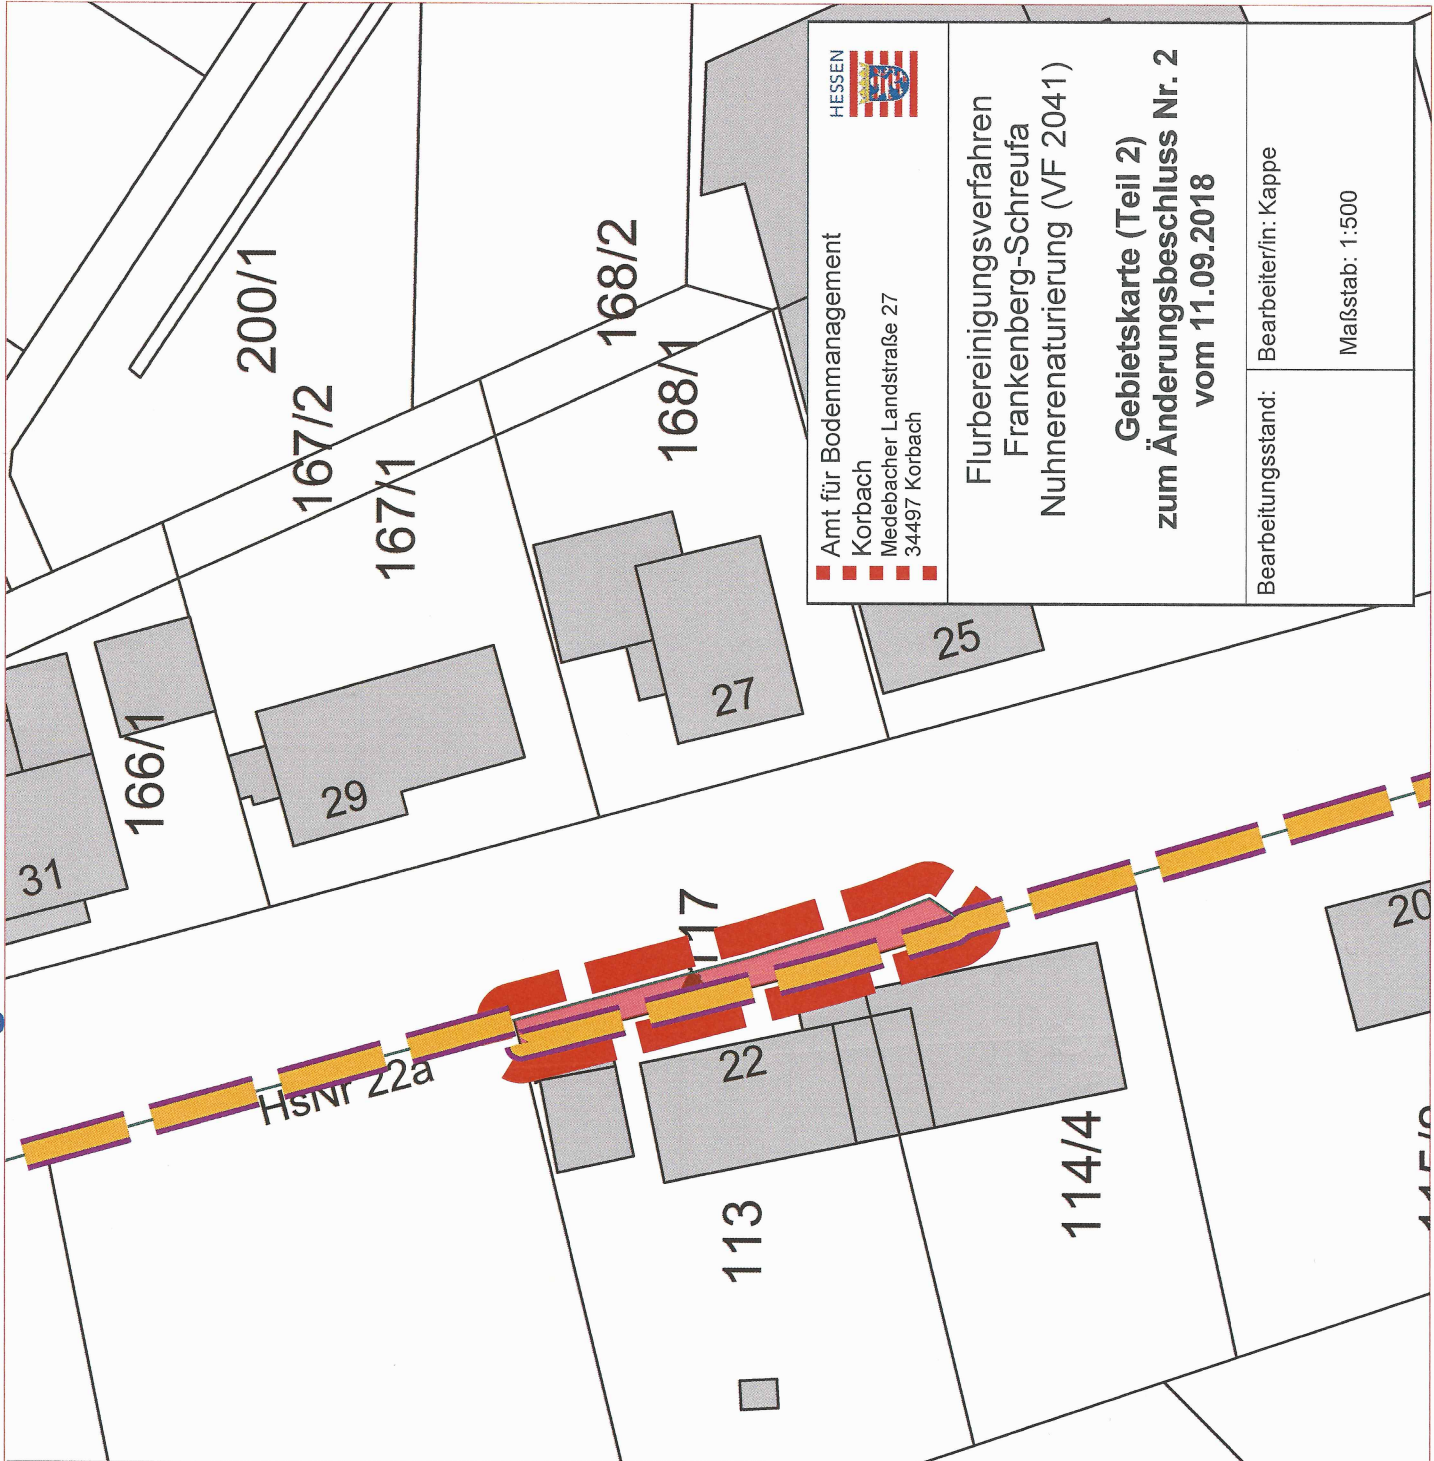 HESSEN
Amt für Bodenmanagement
Korbach
Medebacher Landstraße 27
34497 Korbach
Flurbereinigungsverfahren
Frankenberg-Schreufa
Nuhnerenaturierung (VF 2041)
Gebietskarte (Teil 2)
zum Änderungsbeschluss Nr. 2
vom 11.09.2018
Bearbeitungsstand:
Bearbeiter/in: Kappe
Maßstab: 1:500
200/1
168/2
167/2
168/1
167/1
166/1
25
27
29
31
20
22
HsNr 22a
113
114/4